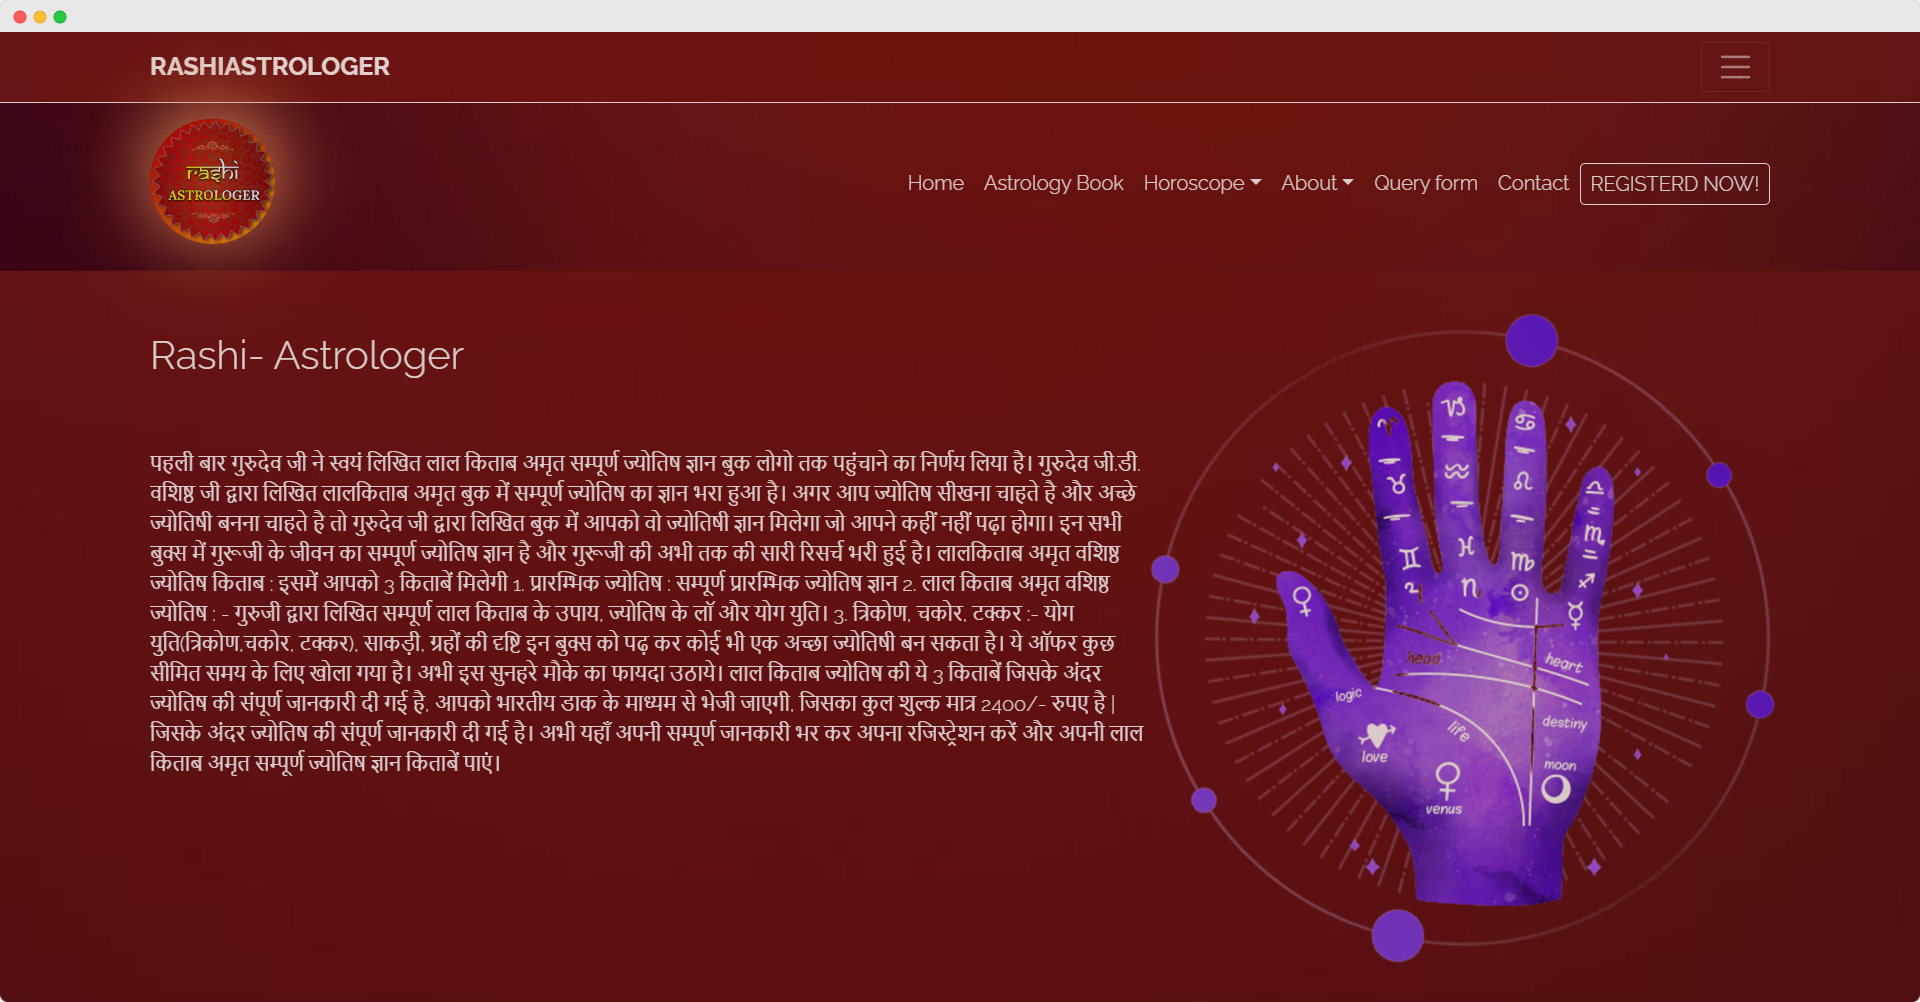 RASHIASTROLOGER
rashi
ASTROLOGER
Home Astrology Book Horoscope About Query form Contact REGISTERD NOW!
Rashi- Astrologer
पहली बार गुरुदेव जी ने स्वयं लिखित लाल किताब अमृत सम्पूर्ण ज्योतिष ज्ञान बुक लोगो तक पहुंचाने का निर्णय लिया है। गुरुदेव जी.डी.
वशिष्ठ जी द्वारा लिखित लालकिताब अमृत बुक में सम्पूर्ण ज्योतिष का ज्ञान भरा हुआ है। अगर आप ज्योतिष सीखना चाहते है और अच्छे
ज्योतिषी बनना चाहते है तो गुरुदेव जी द्वारा लिखित बुक में आपको वो ज्योतिषी ज्ञान मिलेगा जो आपने कहीं नहीं पढ़ा होगा। इन सभी
बुक्स में गुरूजी के जीवन का सम्पूर्ण ज्योतिष ज्ञान है और गुरूजी की अभी तक की सारी रिसर्च भरी हुई है। लालकिताब अमृत वशिष्ठ
ज्योतिष किताब : इसमें आपको 3 किताबें मिलेगी 1. प्रारम्भिक ज्योतिष : सम्पूर्ण प्रारम्भिक ज्योतिष ज्ञान 2. लाल किताब अमृत वशिष्ठ
ज्योतिष : - गुरुजी द्वारा लिखित सम्पूर्ण लाल किताब के उपाय, ज्योतिष के लॉ और योग युति। 3. त्रिकोण, चकोर, टक्कर :- योग
युति(त्रिकोण,चकोर, टक्कर), साकड़ी, ग्रहों की दृष्टि इन बुक्स को पढ़ कर कोई भी एक अच्छा ज्योतिषी बन सकता है। ये ऑफर कुछ
सीमित समय के लिए खोला गया है। अभी इस सुनहरे मौके का फायदा उठाये। लाल किताब ज्योतिष की ये 3 किताबें जिसके अंदर
ज्योतिष की संपूर्ण जानकारी दी गई है, आपको भारतीय डाक के माध्यम से भेजी जाएगी, जिसका कुल शुल्क मात्र 2400/- रुपए है |
जिसके अंदर ज्योतिष की संपूर्ण जानकारी दी गई है। अभी यहाँ अपनी सम्पूर्ण जानकारी भर कर अपना रजिस्ट्रेशन करें और अपनी लाल
किताब अमृत सम्पूर्ण ज्योतिष ज्ञान किताबें पाएं।
head
heart
logic
life
destiny
love
moon
venus